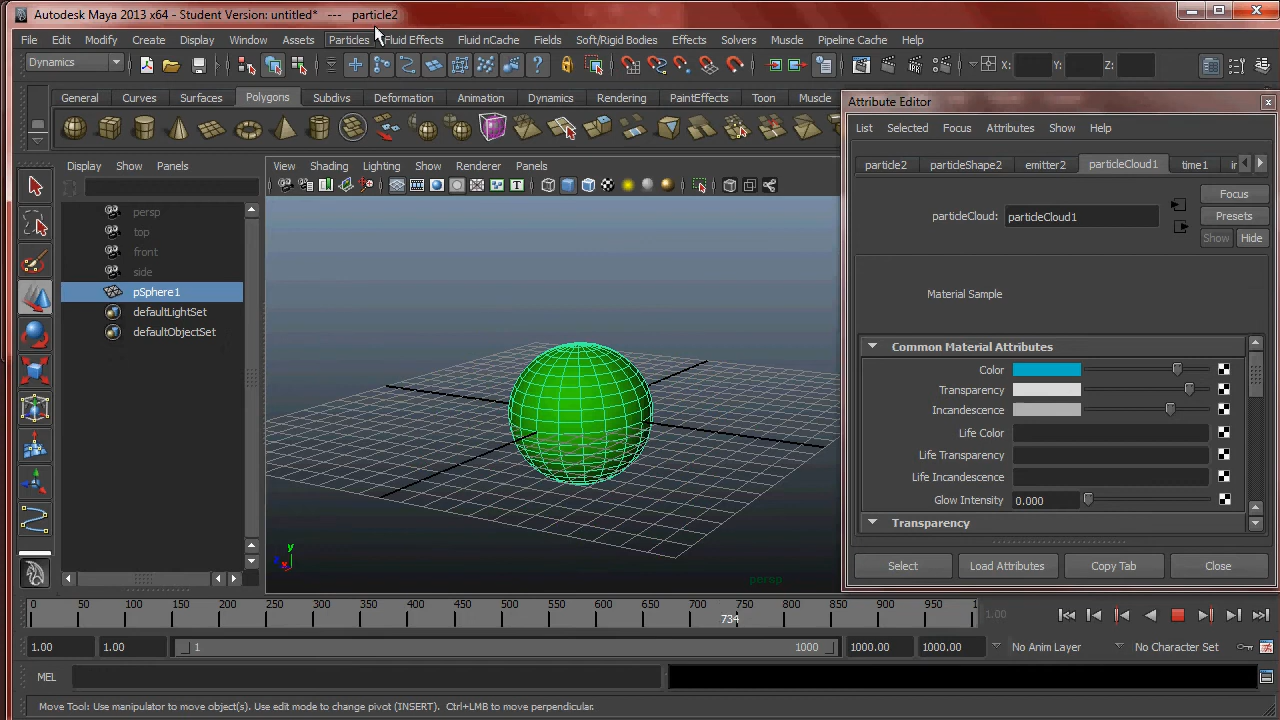 Autodesk Maya 2013 x64 - Student Version: untitled* --- particle2
File Edit Modify Create Display Window Assets Particles Fluid Effects Fluid nCache Fields Soft/Rigid Bodies Effects Solvers Muscle Pipeline Cache Help
Dynamics X: Y: Z:
General Curves Surfaces Polygons Subdivs Deformation Animation Dynamics Rendering PaintEffects Toon Muscle
Attribute Editor
List Selected Focus Attributes Show Help
Display Show Panels
View Shading Lighting Show Renderer Panels
particle2 particleShape2 emitter2 particleCloud1 time1
persp
top
front
side
pSphere1
defaultLightSet
defaultObjectSet
y
x
persp
particleCloud: particleCloud1
Focus
Presets
Show Hide
Material Sample
Common Material Attributes
Color
Transparency
Incandescence
Life Color
Life Transparency
Life Incandescence
Glow Intensity 0.000
Transparency
Select Load Attributes Copy Tab Close
0 50 100 150 200 250 300 350 400 450 500 550 600 650 700 750 800 850 900 950 1
734
1.00
1.00 1.00 1 1000 1000.00 1000.00 No Anim Layer No Character Set
MEL
Move Tool: Use manipulator to move object(s). Use edit mode to change pivot (INSERT). Ctrl+LMB to move perpendicular.